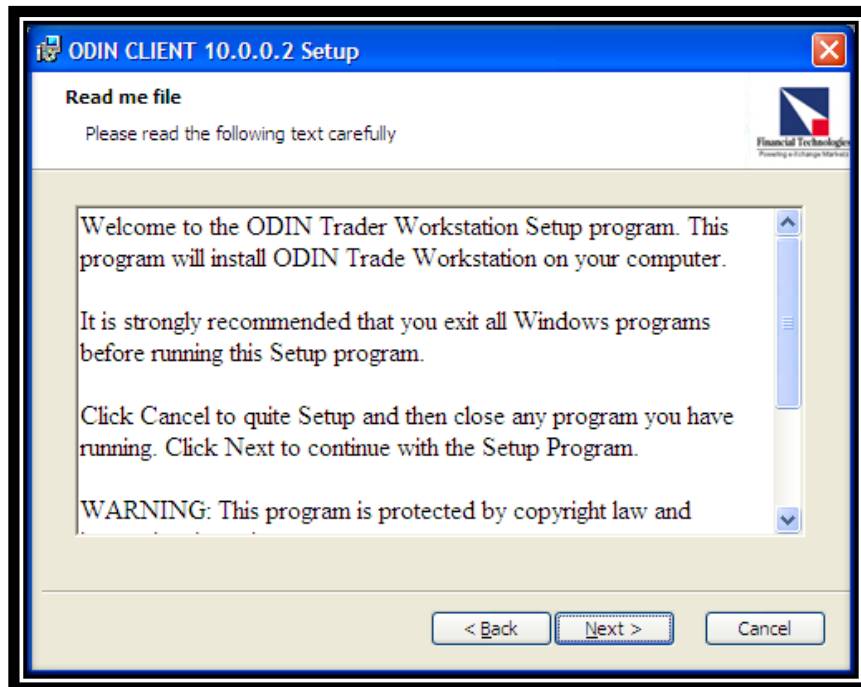 ODIN CLIENT 10.0.0.2 Setup
Read me file
Please read the following text carefully
Financial Technologies
Powering eXchange Markets
Welcome to the ODIN Trader Workstation Setup program. This
program will install ODIN Trade Workstation on your computer.
It is strongly recommended that you exit all Windows programs
before running this Setup program.
Click Cancel to quite Setup and then close any program you have
running. Click Next to continue with the Setup Program.
WARNING: This program is protected by copyright law and
< Back
Next >
Cancel